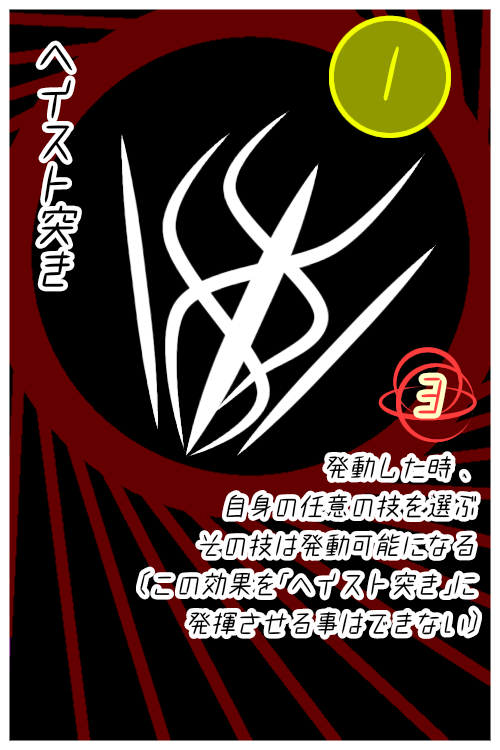 ヘイスト突き
1
3
発動した時、
自身の任意の技を選ぶ
その技は発動可能になる
(この効果を「ヘイスト突き」に
発揮させる事はできない)